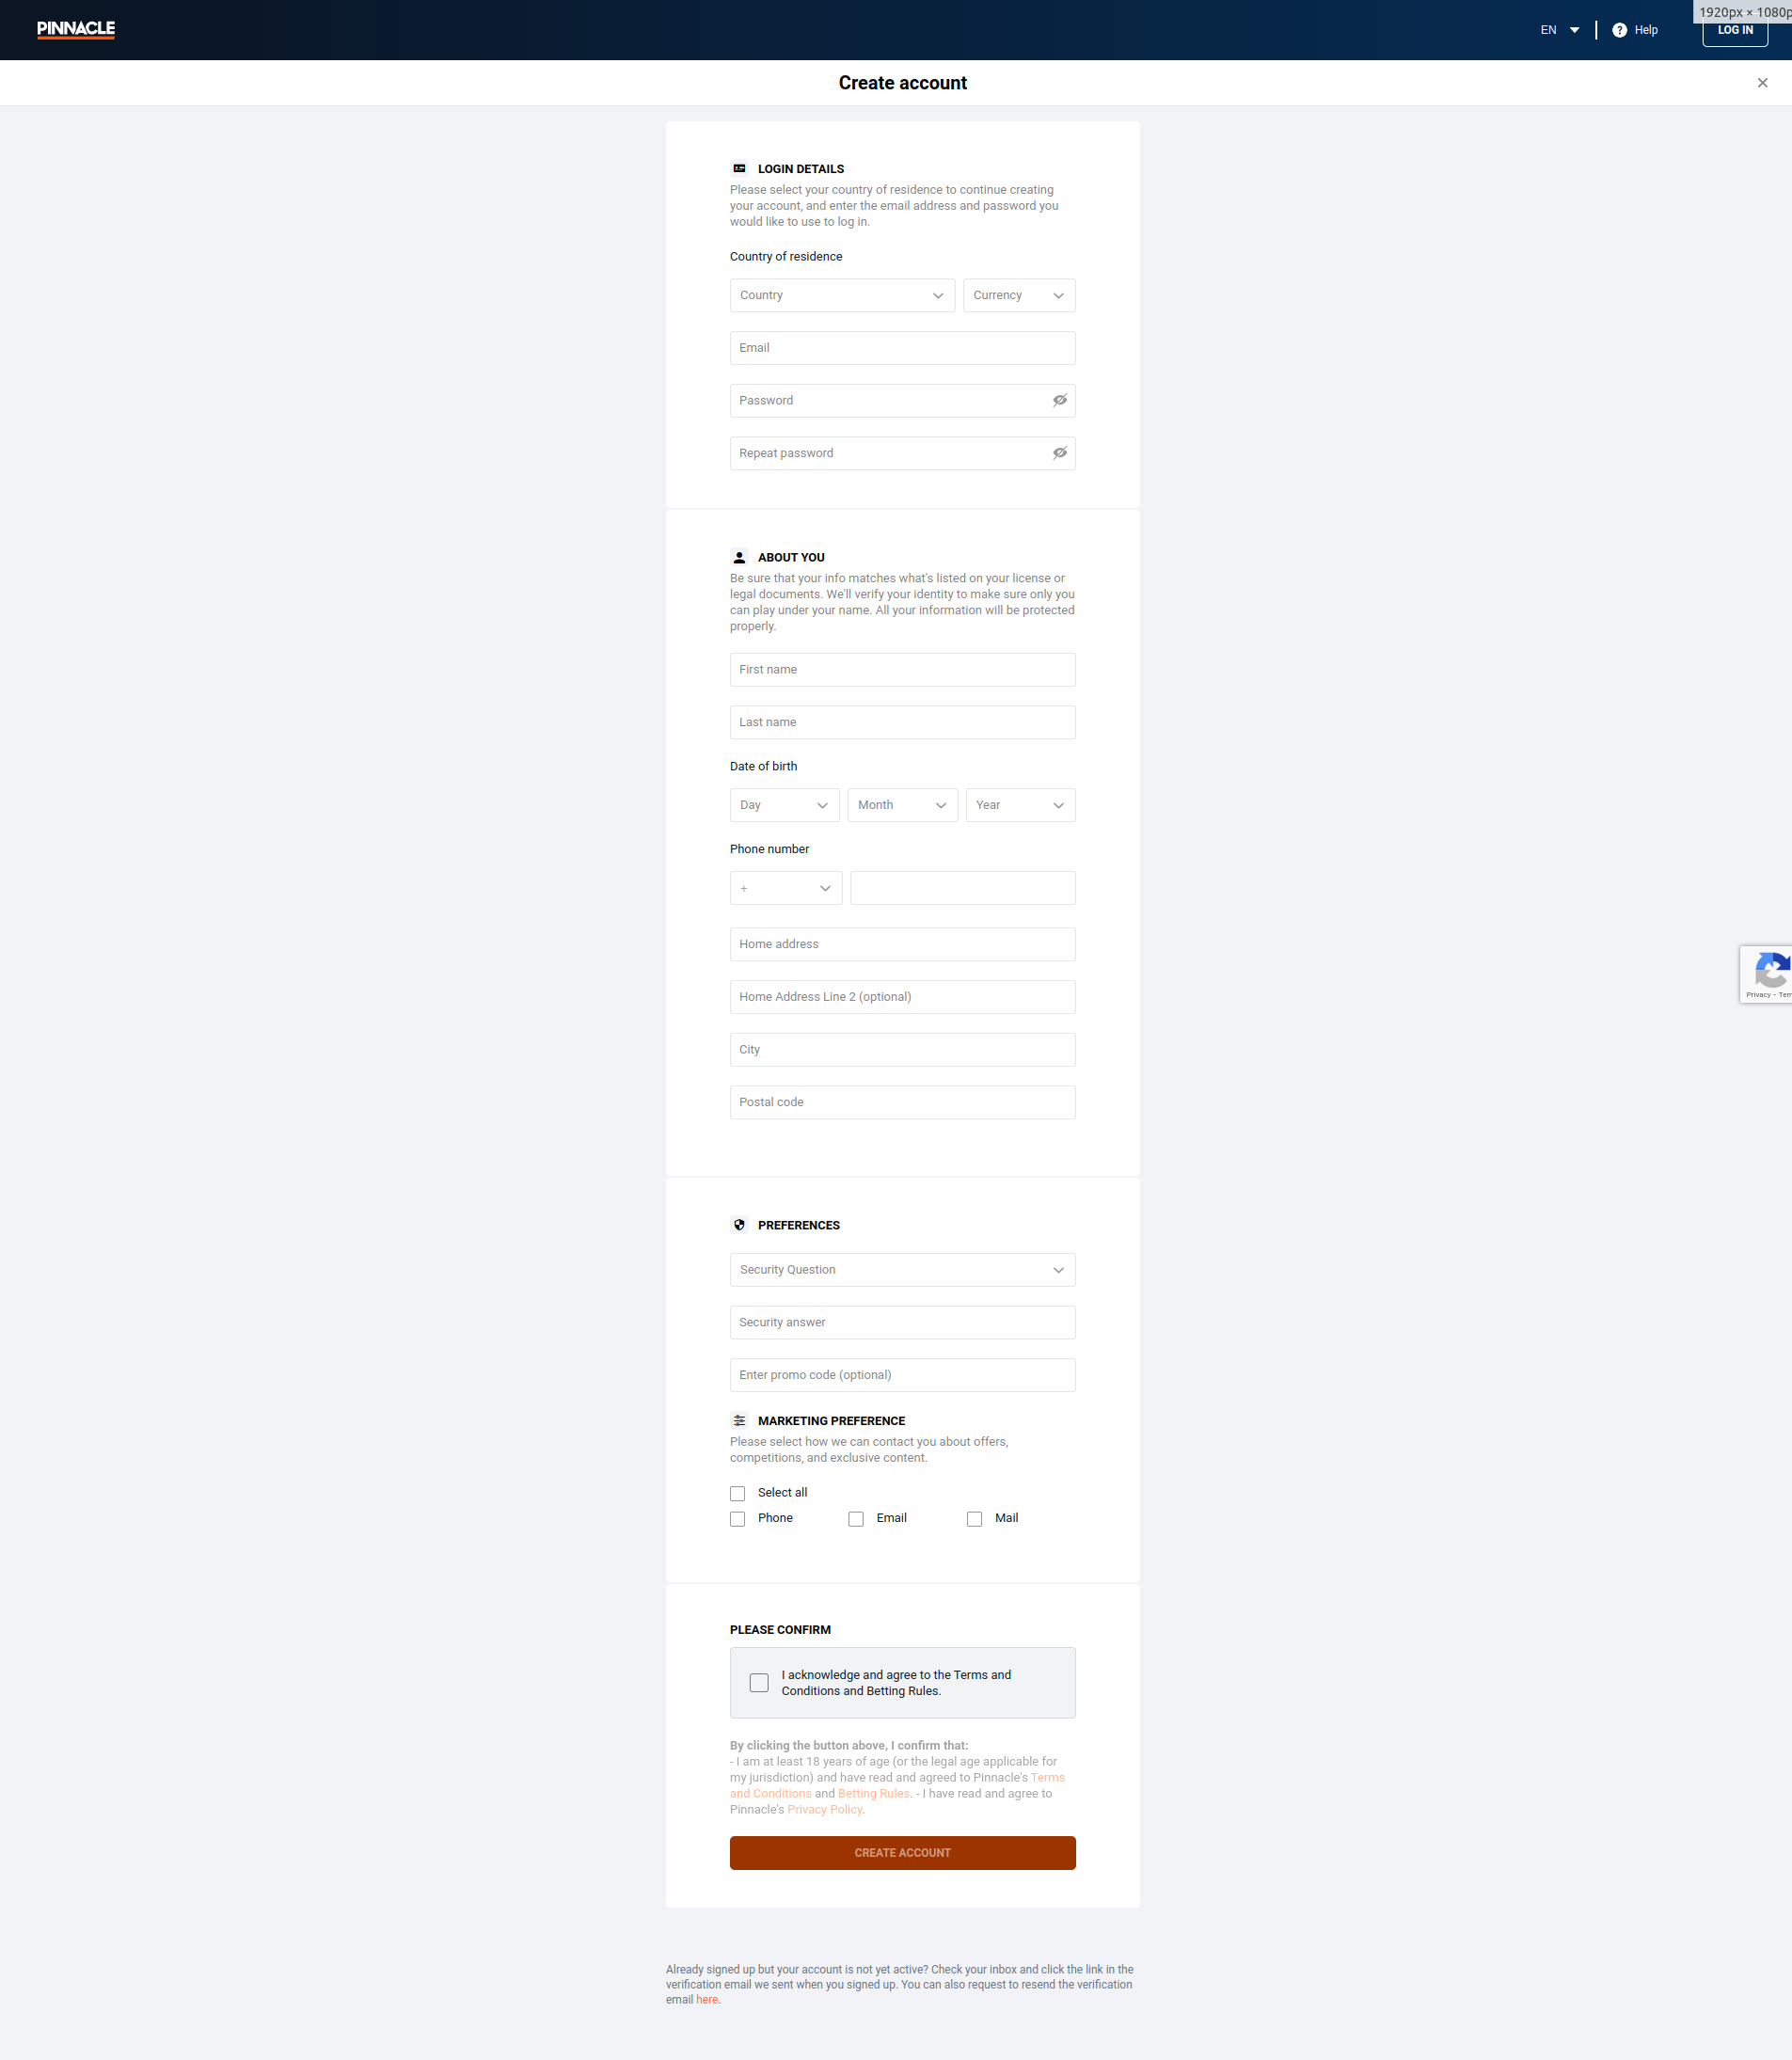 PINNACLE
EN
Help
1920px × 1080p
LOG IN
Create account
LOGIN DETAILS
Please select your country of residence to continue creating
your account, and enter the email address and password you
would like to use to log in.
Country of residence
Country
Currency
Email
Password
Repeat password
ABOUT YOU
Be sure that your info matches what's listed on your license or
legal documents. We'll verify your identity to make sure only you
can play under your name. All your information will be protected
properly.
First name
Last name
Date of birth
Day
Month
Year
Phone number
+
Home address
Home Address Line 2 (optional)
City
Postal code
Privacy - Ter
PREFERENCES
Security Question
Security answer
Enter promo code (optional)
MARKETING PREFERENCE
Please select how we can contact you about offers,
competitions, and exclusive content.
Select all
Phone
Email
Mail
PLEASE CONFIRM
I acknowledge and agree to the Terms and
Conditions and Betting Rules.
By clicking the button above, I confirm that:
- I am at least 18 years of age (or the legal age applicable for
my jurisdiction) and have read and agreed to Pinnacle's Terms
and Conditions and Betting Rules. - I have read and agree to
Pinnacle's Privacy Policy.
CREATE ACCOUNT
Already signed up but your account is not yet active? Check your inbox and click the link in the
verification email we sent when you signed up. You can also request to resend the verification
email here.